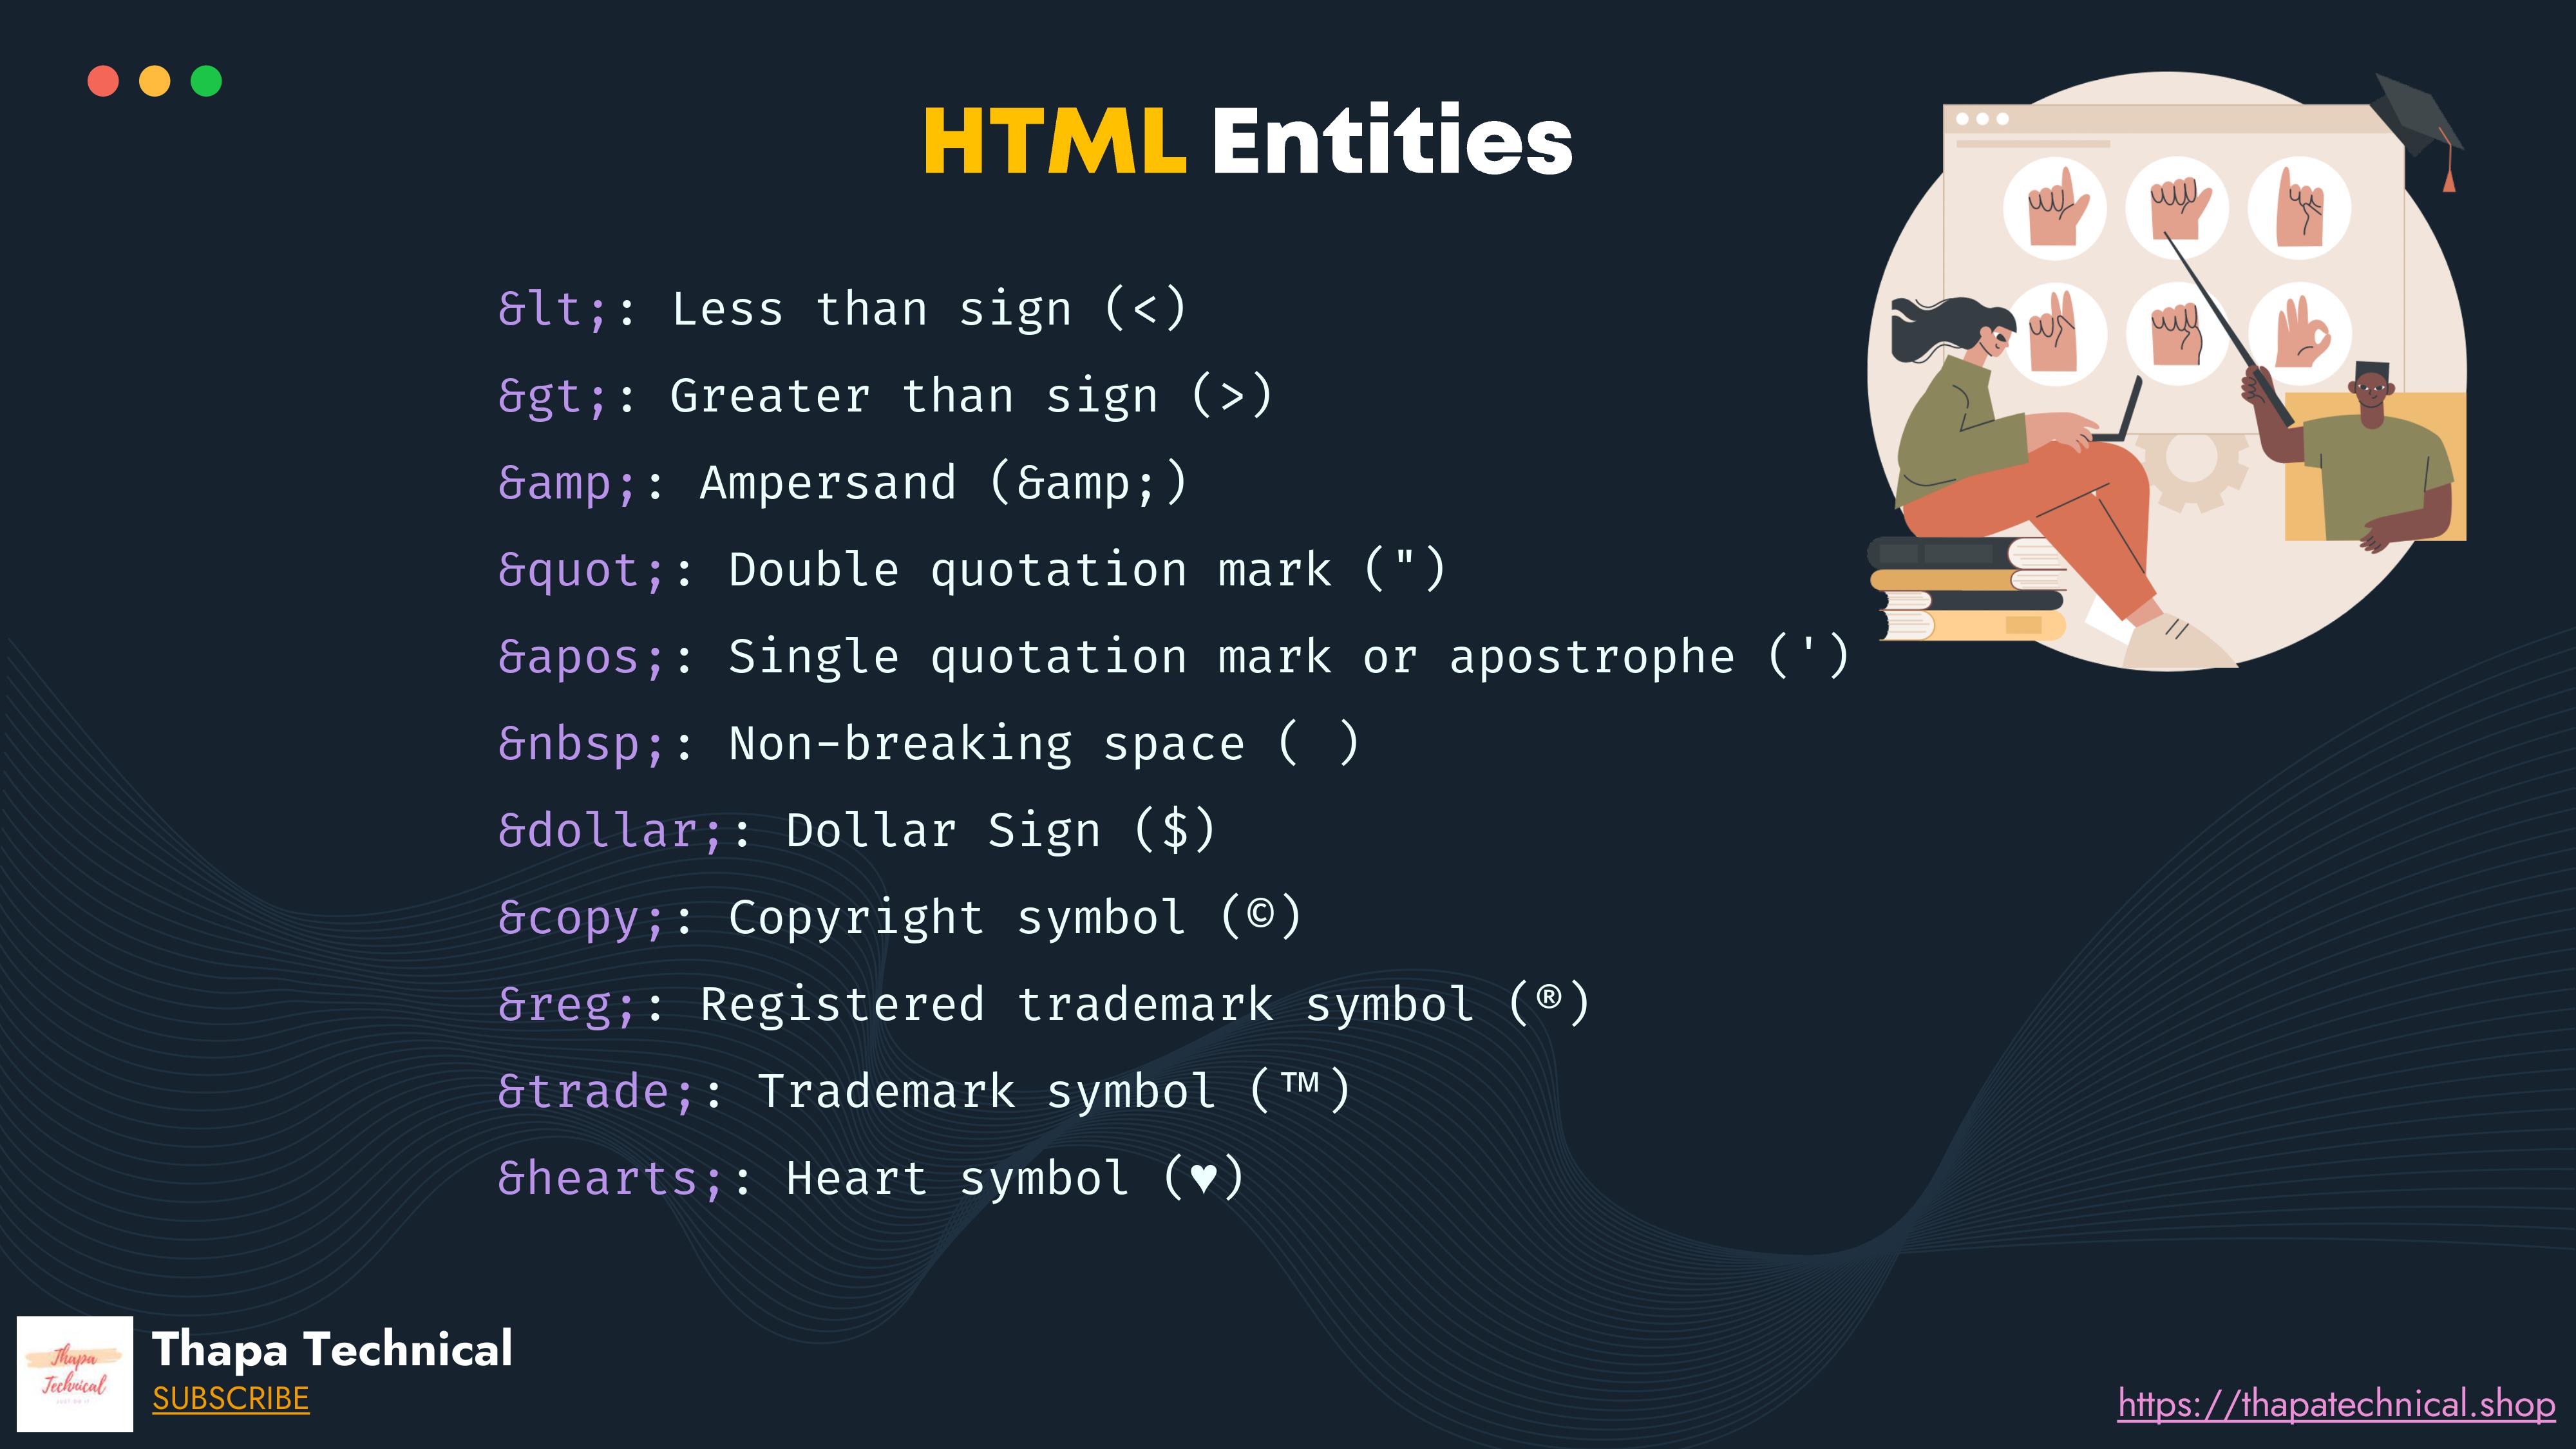 HTML Entities
&lt;: Less than sign (<)
&gt;: Greater than sign (>)
&amp;: Ampersand (&amp;)
&quot;: Double quotation mark (")
&apos;: Single quotation mark or apostrophe (')
&nbsp;: Non-breaking space ( )
&dollar;: Dollar Sign ($)
&copy;: Copyright symbol (©)
&reg;: Registered trademark symbol (®)
&trade;: Trademark symbol (™)
&hearts;: Heart symbol (♥)
Thapa
Technical
Thapa Technical
SUBSCRIBE
https://thapatechnical.shop